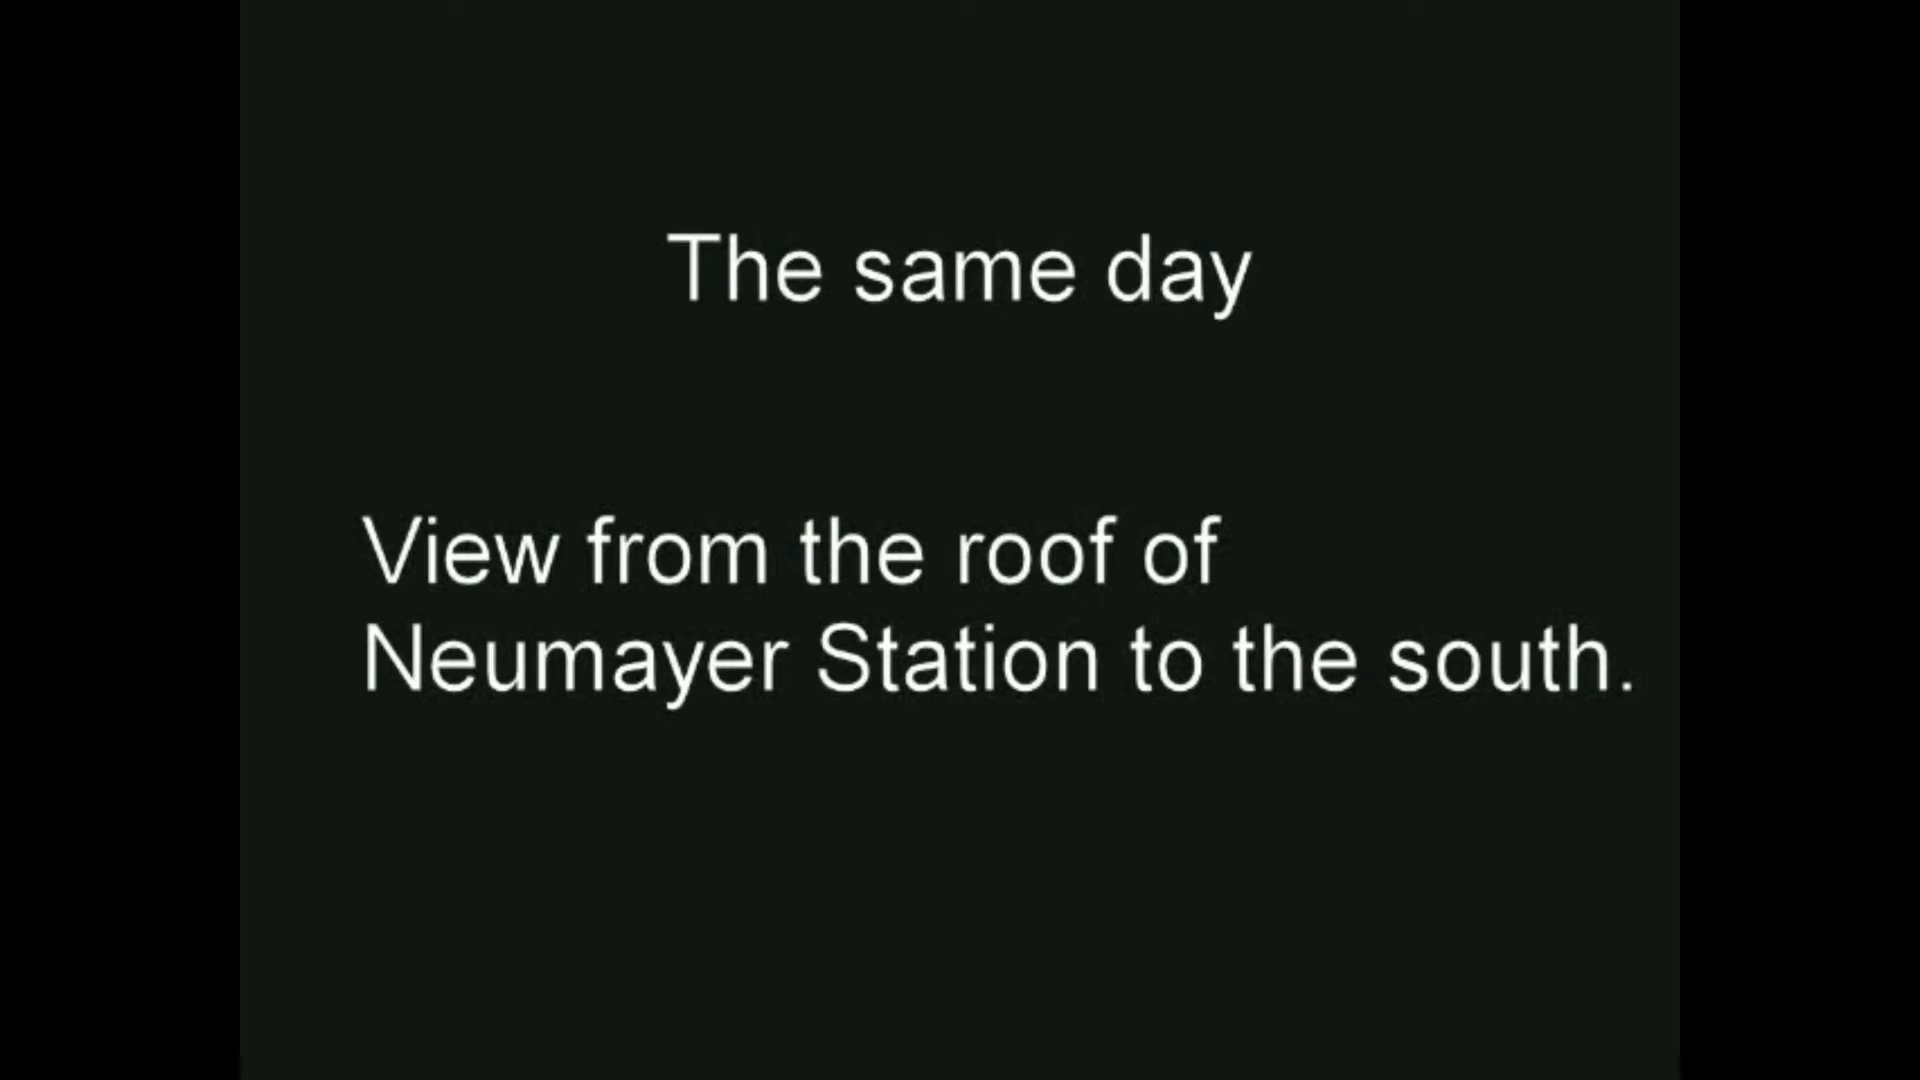 The same day
View from the roof of
Neumayer Station to the south.